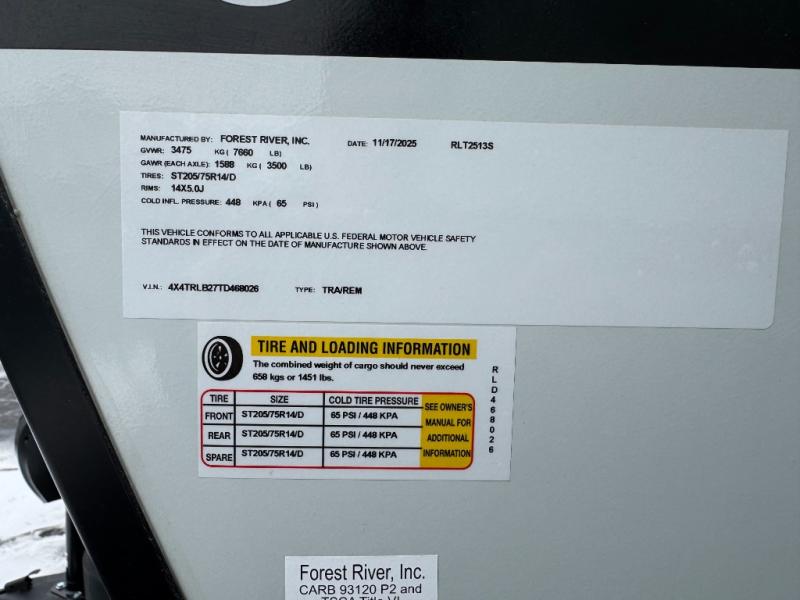 MANUFACTURED BY: FOREST RIVER, INC. DATE: 11/17/2025 RLT2513S
GVWR: 3475 KG ( 7660 LB)
GAWR (EACH AXLE): 1588 KG ( 3500 LB)
TIRES: ST205/75R14/D
RIMS: 14X5.0J
COLD INFL. PRESSURE: 448 KPA ( 65 PSI )
THIS VEHICLE CONFORMS TO ALL APPLICABLE U.S. FEDERAL MOTOR VEHICLE SAFETY
STANDARDS IN EFFECT ON THE DATE OF MANUFACTURE SHOWN ABOVE.
V.I.N.: 4X4TRLB27TD468026 TYPE: TRA/REM
TIRE AND LOADING INFORMATION
The combined weight of cargo should never exceed
658 kgs or 1451 lbs.
TIRE SIZE COLD TIRE PRESSURE
FRONT ST205/75R14/D 65 PSI / 448 KPA
REAR ST205/75R14/D 65 PSI / 448 KPA
SPARE ST205/75R14/D 65 PSI / 448 KPA
SEE OWNER'S
MANUAL FOR
ADDITIONAL
INFORMATION
RLD468026
Forest River, Inc.
CARB 93120 P2 and
TSCA Title VI